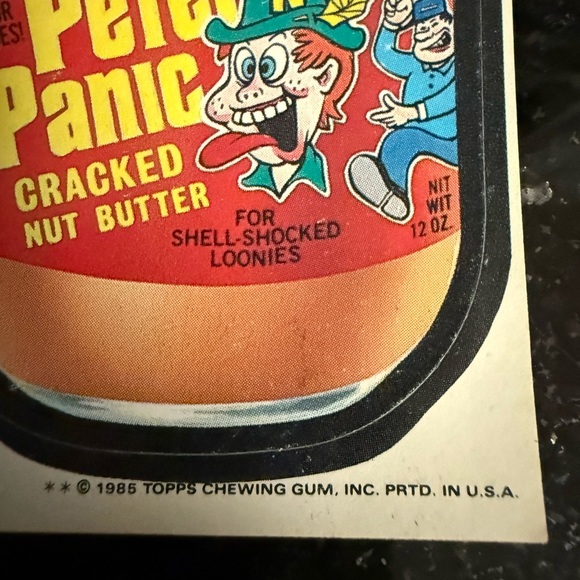 Peter
Panic
CRACKED
NUT BUTTER
FOR
SHELL-SHOCKED
LOONIES
NIT
WIT
12 OZ.
** © 1985 TOPPS CHEWING GUM, INC. PRTD. IN U.S.A.